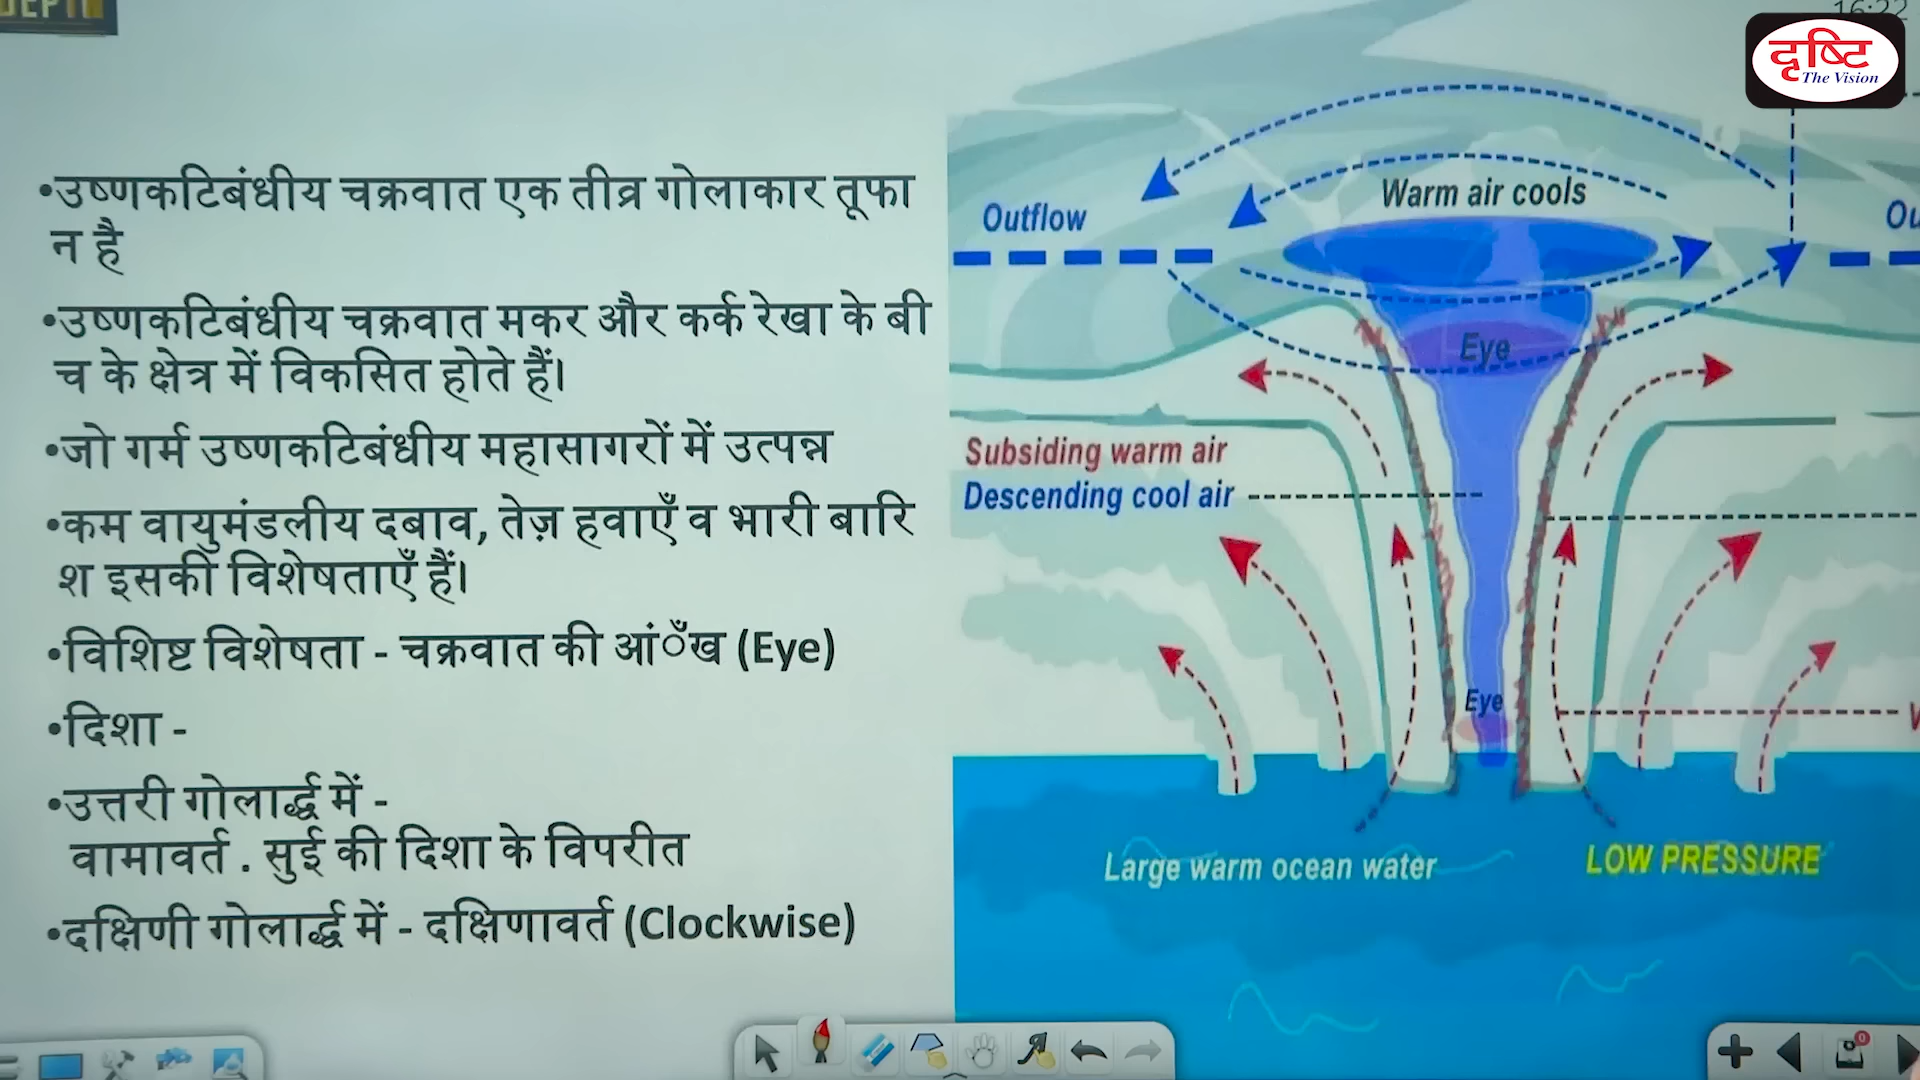 16:22
दृष्टि
The Vision
•उष्णकटिबंधीय चक्रवात एक तीव्र गोलाकार तूफा
न है
•उष्णकटिबंधीय चक्रवात मकर और कर्क रेखा के बी
च के क्षेत्र में विकसित होते हैं।
•जो गर्म उष्णकटिबंधीय महासागरों में उत्पन्न
•कम वायुमंडलीय दबाव, तेज़ हवाएँ व भारी बारि
श इसकी विशेषताएँ हैं।
•विशिष्ट विशेषता - चक्रवात की आंँख (Eye)
•दिशा -
•उत्तरी गोलार्द्ध में -
वामावर्त . सुई की दिशा के विपरीत
•दक्षिणी गोलार्द्ध में - दक्षिणावर्त (Clockwise)
Warm air cools
Outflow
Ou
Eye
Subsiding warm air
Descending cool air
Eye
Large warm ocean water
LOW PRESSURE